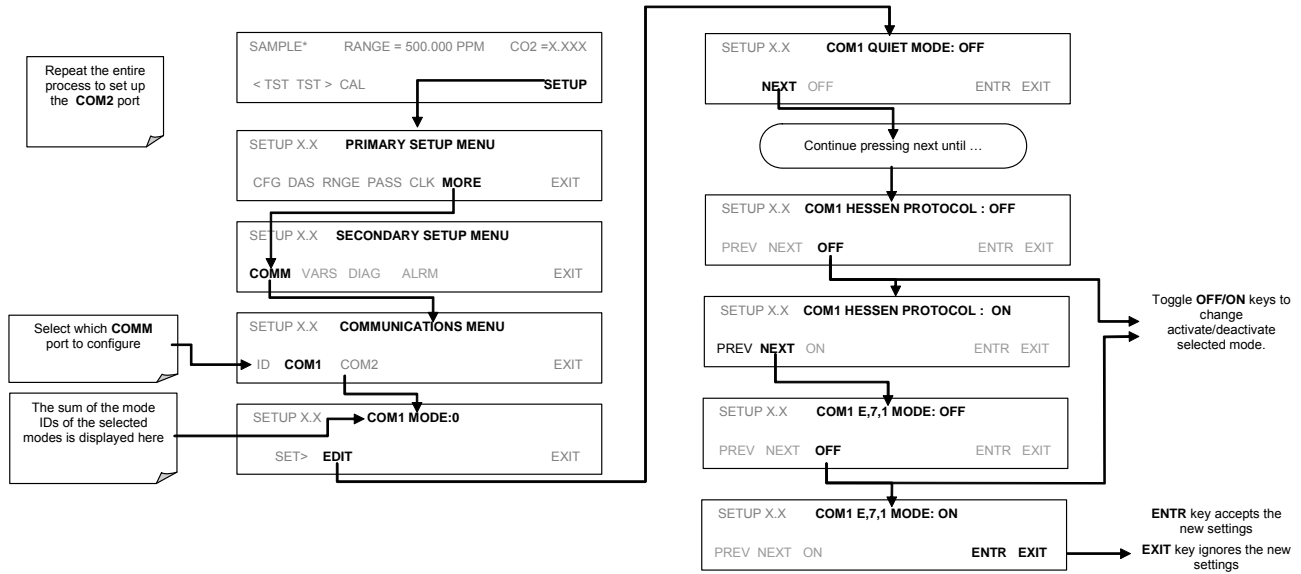 Repeat the entire
process to set up
the COM2 port
SAMPLE* RANGE = 500.000 PPM CO2 =X.XXX
< TST TST > CAL SETUP
SETUP X.X PRIMARY SETUP MENU
CFG DAS RNGE PASS CLK MORE EXIT
SETUP X.X SECONDARY SETUP MENU
COMM VARS DIAG ALRM EXIT
Select which COMM
port to configure
SETUP X.X COMMUNICATIONS MENU
ID COM1 COM2 EXIT
The sum of the mode
IDs of the selected
modes is displayed here
SETUP X.X COM1 MODE:0
SET> EDIT EXIT
SETUP X.X COM1 QUIET MODE: OFF
NEXT OFF ENTR EXIT
Continue pressing next until …
SETUP X.X COM1 HESSEN PROTOCOL : OFF
PREV NEXT OFF ENTR EXIT
SETUP X.X COM1 HESSEN PROTOCOL : ON
PREV NEXT ON ENTR EXIT
Toggle OFF/ON keys to
change
activate/deactivate
selected mode.
SETUP X.X COM1 E,7,1 MODE: OFF
PREV NEXT OFF ENTR EXIT
SETUP X.X COM1 E,7,1 MODE: ON
PREV NEXT ON ENTR EXIT
ENTR key accepts the
new settings
EXIT key ignores the new
settings